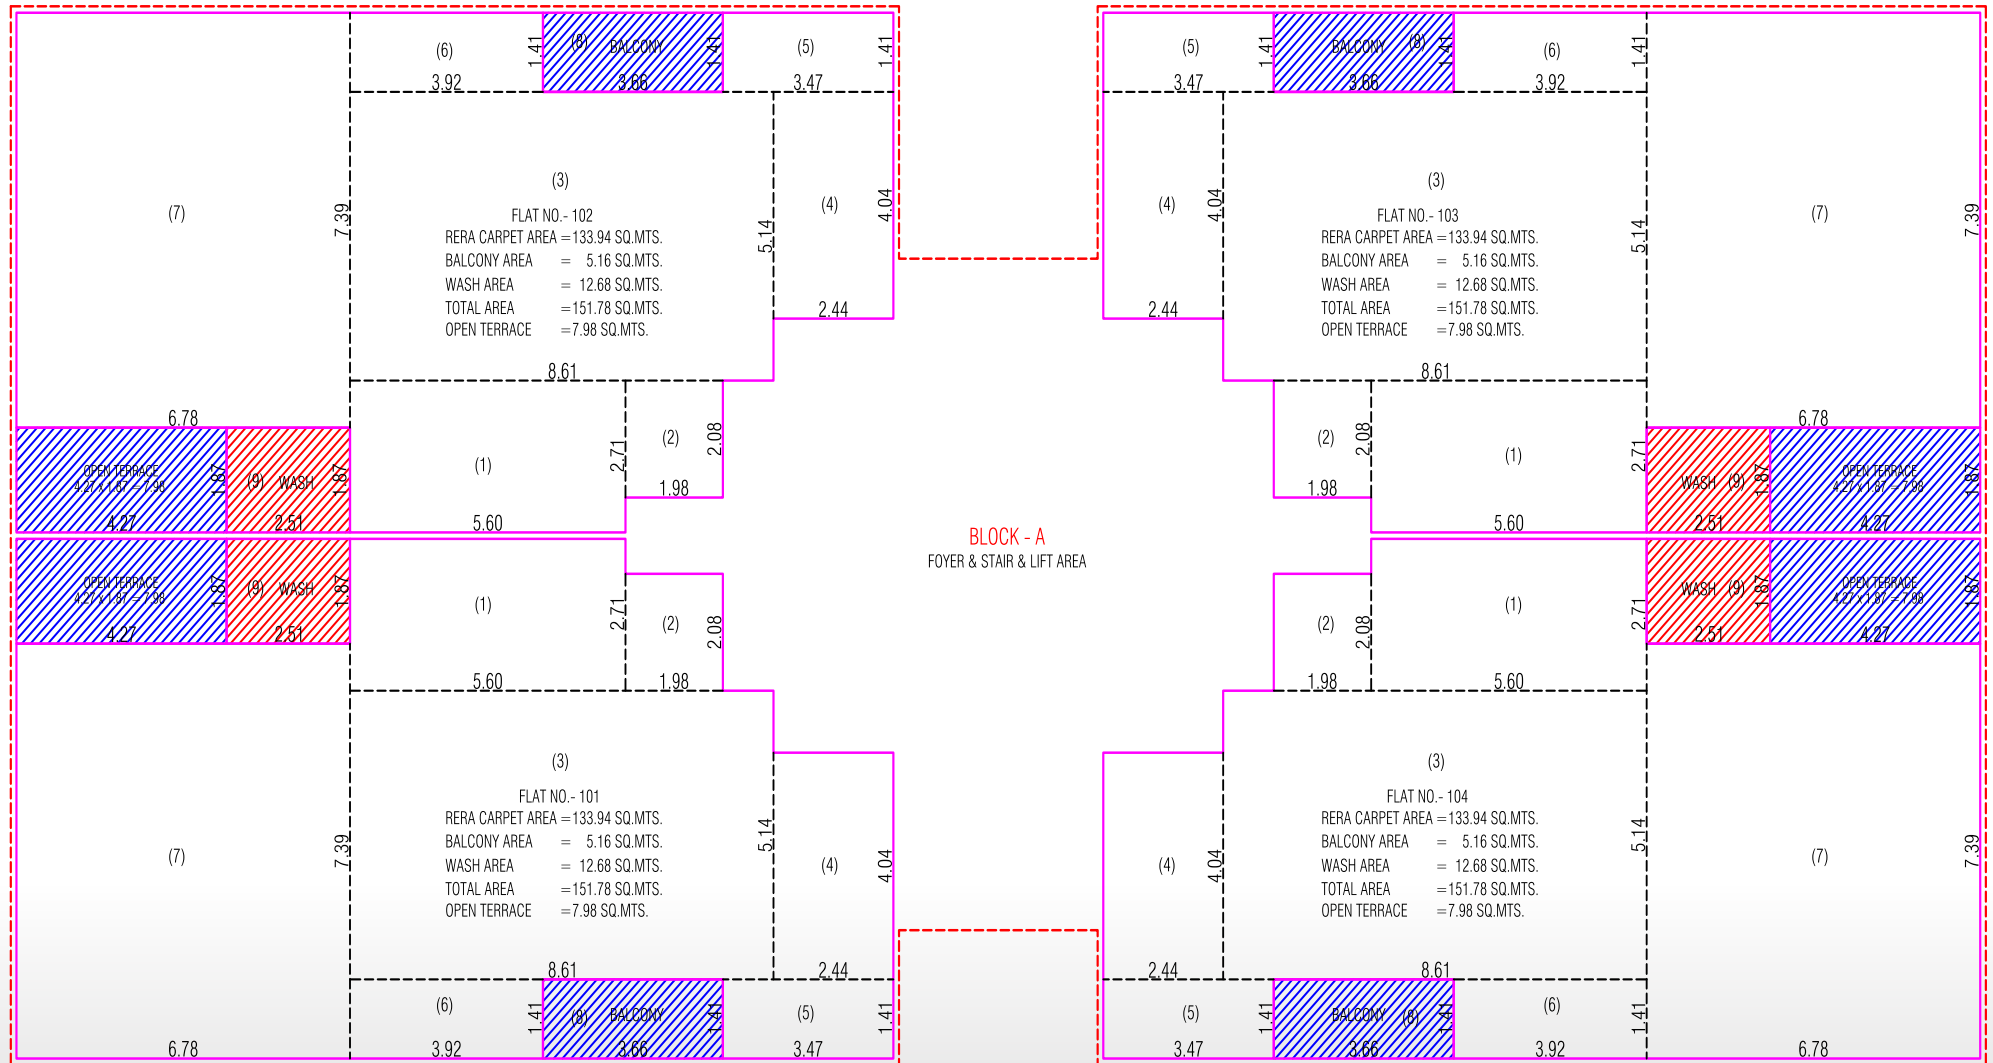 (6)
1.41
(8) BALCONY
1.41
(5)
1.41
3.92
3.66
3.47
(5)
1.41
BALCONY (8)
1.41
(6)
1.41
3.47
3.66
3.92
(7)
7.39
(3)
FLAT NO.- 102
RERA CARPET AREA =133.94 SQ.MTS.
BALCONY AREA = 5.16 SQ.MTS.
WASH AREA = 12.68 SQ.MTS.
TOTAL AREA =151.78 SQ.MTS.
OPEN TERRACE =7.98 SQ.MTS.
5.14
(4)
4.04
2.44
8.61
(4)
4.04
2.44
(3)
FLAT NO.- 103
RERA CARPET AREA =133.94 SQ.MTS.
BALCONY AREA = 5.16 SQ.MTS.
WASH AREA = 12.68 SQ.MTS.
TOTAL AREA =151.78 SQ.MTS.
OPEN TERRACE =7.98 SQ.MTS.
5.14
8.61
(7)
7.39
6.78
OPEN TERRACE
4.27 x 1.87 = 7.98
1.87
4.27
(9) WASH
1.87
2.51
(1)
2.71
5.60
(2)
2.08
1.98
(2)
2.08
1.98
(1)
2.71
5.60
WASH (9)
1.87
2.51
6.78
OPEN TERRACE
4.27 x 1.87 = 7.98
1.87
4.27
BLOCK - A
FOYER & STAIR & LIFT AREA
OPEN TERRACE
4.27 x 1.87 = 7.98
1.87
4.27
(9) WASH
1.87
2.51
(1)
2.71
5.60
(2)
2.08
1.98
(2)
2.08
1.98
(1)
2.71
5.60
WASH (9)
1.87
2.51
OPEN TERRACE
4.27 x 1.87 = 7.98
1.87
4.27
(7)
7.39
(3)
FLAT NO.- 101
RERA CARPET AREA =133.94 SQ.MTS.
BALCONY AREA = 5.16 SQ.MTS.
WASH AREA = 12.68 SQ.MTS.
TOTAL AREA =151.78 SQ.MTS.
OPEN TERRACE =7.98 SQ.MTS.
5.14
(4)
4.04
8.61
2.44
(4)
4.04
2.44
(3)
FLAT NO.- 104
RERA CARPET AREA =133.94 SQ.MTS.
BALCONY AREA = 5.16 SQ.MTS.
WASH AREA = 12.68 SQ.MTS.
TOTAL AREA =151.78 SQ.MTS.
OPEN TERRACE =7.98 SQ.MTS.
5.14
8.61
(7)
7.39
(6)
1.41
(8) BALCONY
1.41
(5)
1.41
6.78
3.92
3.66
3.47
(5)
1.41
BALCONY (8)
1.41
(6)
1.41
3.47
3.66
3.92
6.78